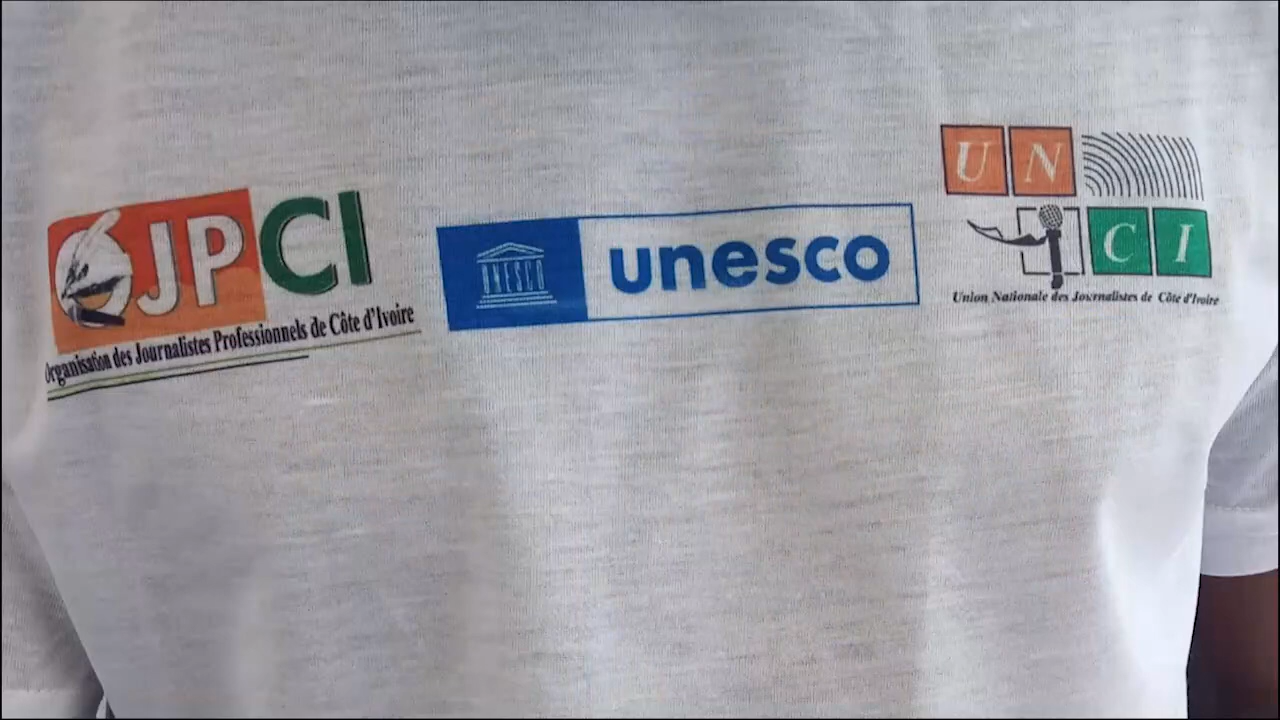 OJPCI
Organisation des Journalistes Professionnels de Côte d'Ivoire
UNESCO
unesco
UN
CI
Union Nationale des Journalistes de Côte d'Ivoire